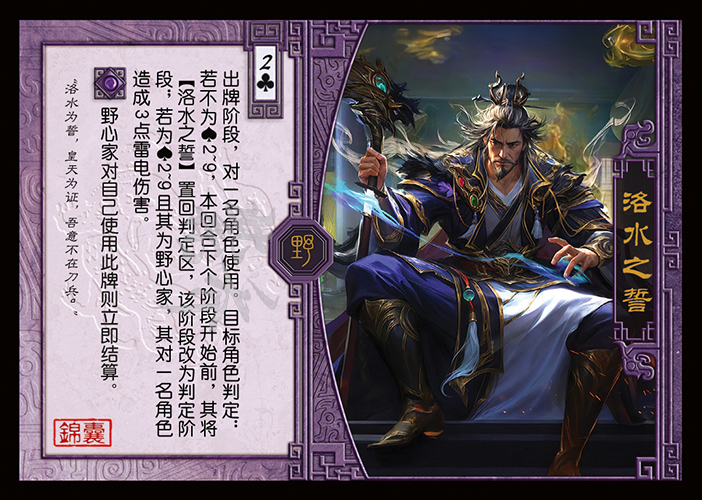 洛水之誓
野
2♣
出牌阶段，对一名角色使用。目标角色判定：
若不为♠2~9，本回合下个阶段开始前，其将
【洛水之誓】置回判定区，该阶段改为判定阶
段，若为♠2~9且其为野心家，其对一名角色
造成3点雷电伤害。
野心家对自己使用此牌则立即结算。
“洛水为誓，皇天为证，吾意不在刀兵。”
錦囊